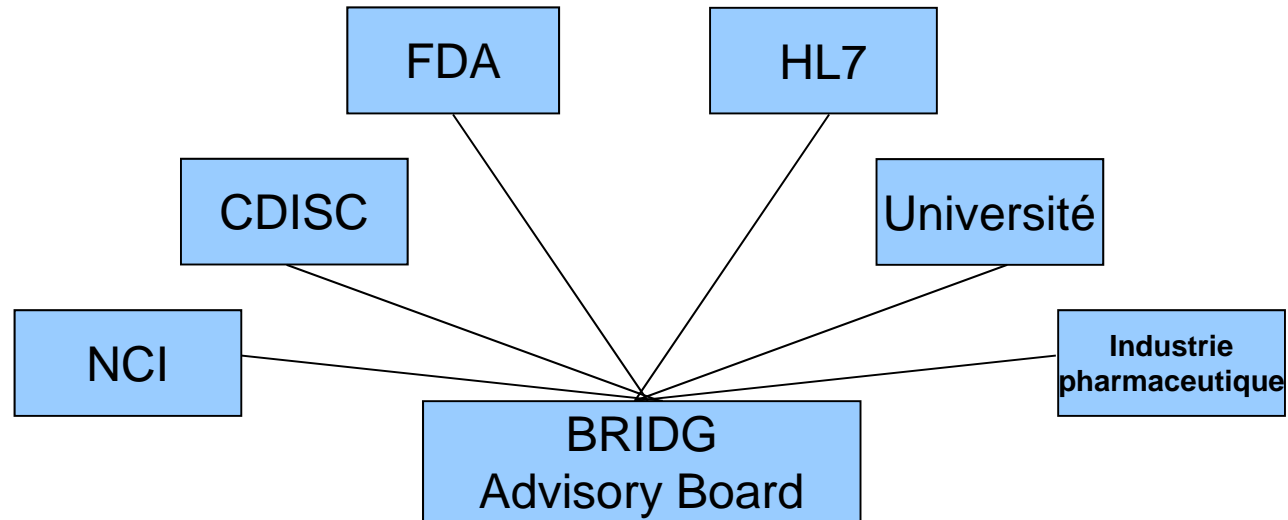 FDA
HL7
CDISC
Université
NCI
Industrie
pharmaceutique
BRIDG
Advisory Board